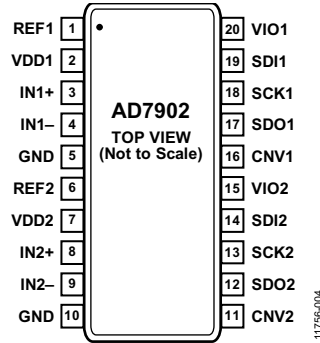 REF1 1
VDD1 2
IN1+ 3
IN1– 4
GND 5
REF2 6
VDD2 7
IN2+ 8
IN2– 9
GND 10
AD7902
TOP VIEW
(Not to Scale)
20 VIO1
19 SDI1
18 SCK1
17 SDO1
16 CNV1
15 VIO2
14 SDI2
13 SCK2
12 SDO2
11 CNV2
11756-004